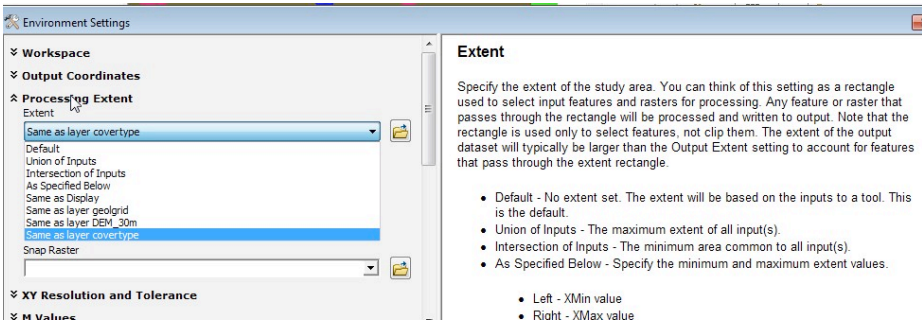 Environment Settings
Workspace
Output Coordinates
Processing Extent
Extent
Same as layer covertype
Default
Union of Inputs
Intersection of Inputs
As Specified Below
Same as Display
Same as layer geolgrid
Same as layer DEM_30m
Same as layer covertype
Snap Raster
XY Resolution and Tolerance
M Values
Extent
Specify the extent of the study area. You can think of this setting as a rectangle
used to select input features and rasters for processing. Any feature or raster that
passes through the rectangle will be processed and written to output. Note that the
rectangle is used only to select features, not clip them. The extent of the output
dataset will typically be larger than the Output Extent setting to account for features
that pass through the extent rectangle.
• Default - No extent set. The extent will be based on the inputs to a tool. This
is the default.
• Union of Inputs - The maximum extent of all input(s).
• Intersection of Inputs - The minimum area common to all input(s).
• As Specified Below - Specify the minimum and maximum extent values.
• Left - XMin value
• Right - XMax value